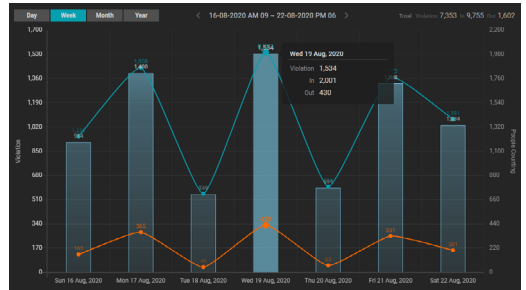 Day Week Month Year
16-08-2020 AM 09 ~ 22-08-2020 PM 06
Total Violation 7,353 In 9,755 Out 1,602
1,700
2,200
1,530
1,980
1,360
1,760
1,190
1,540
1,020
1,320
850
1,100
680
880
510
660
340
440
170
220
0
0
Violation
People Counting
1,534
Wed 19 Aug, 2020
Violation 1,534
In 2,001
Out 430
1,400
Sun 16 Aug, 2020
Mon 17 Aug, 2020
Tue 18 Aug, 2020
Wed 19 Aug, 2020
Thu 20 Aug, 2020
Fri 21 Aug, 2020
Sat 22 Aug, 2020